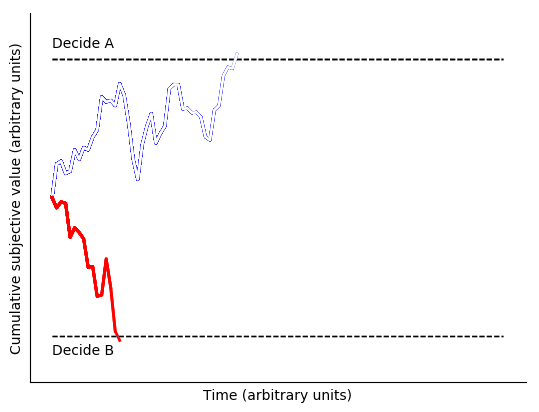 Decide A
Cumulative subjective value (arbitrary units)
Decide B
Time (arbitrary units)